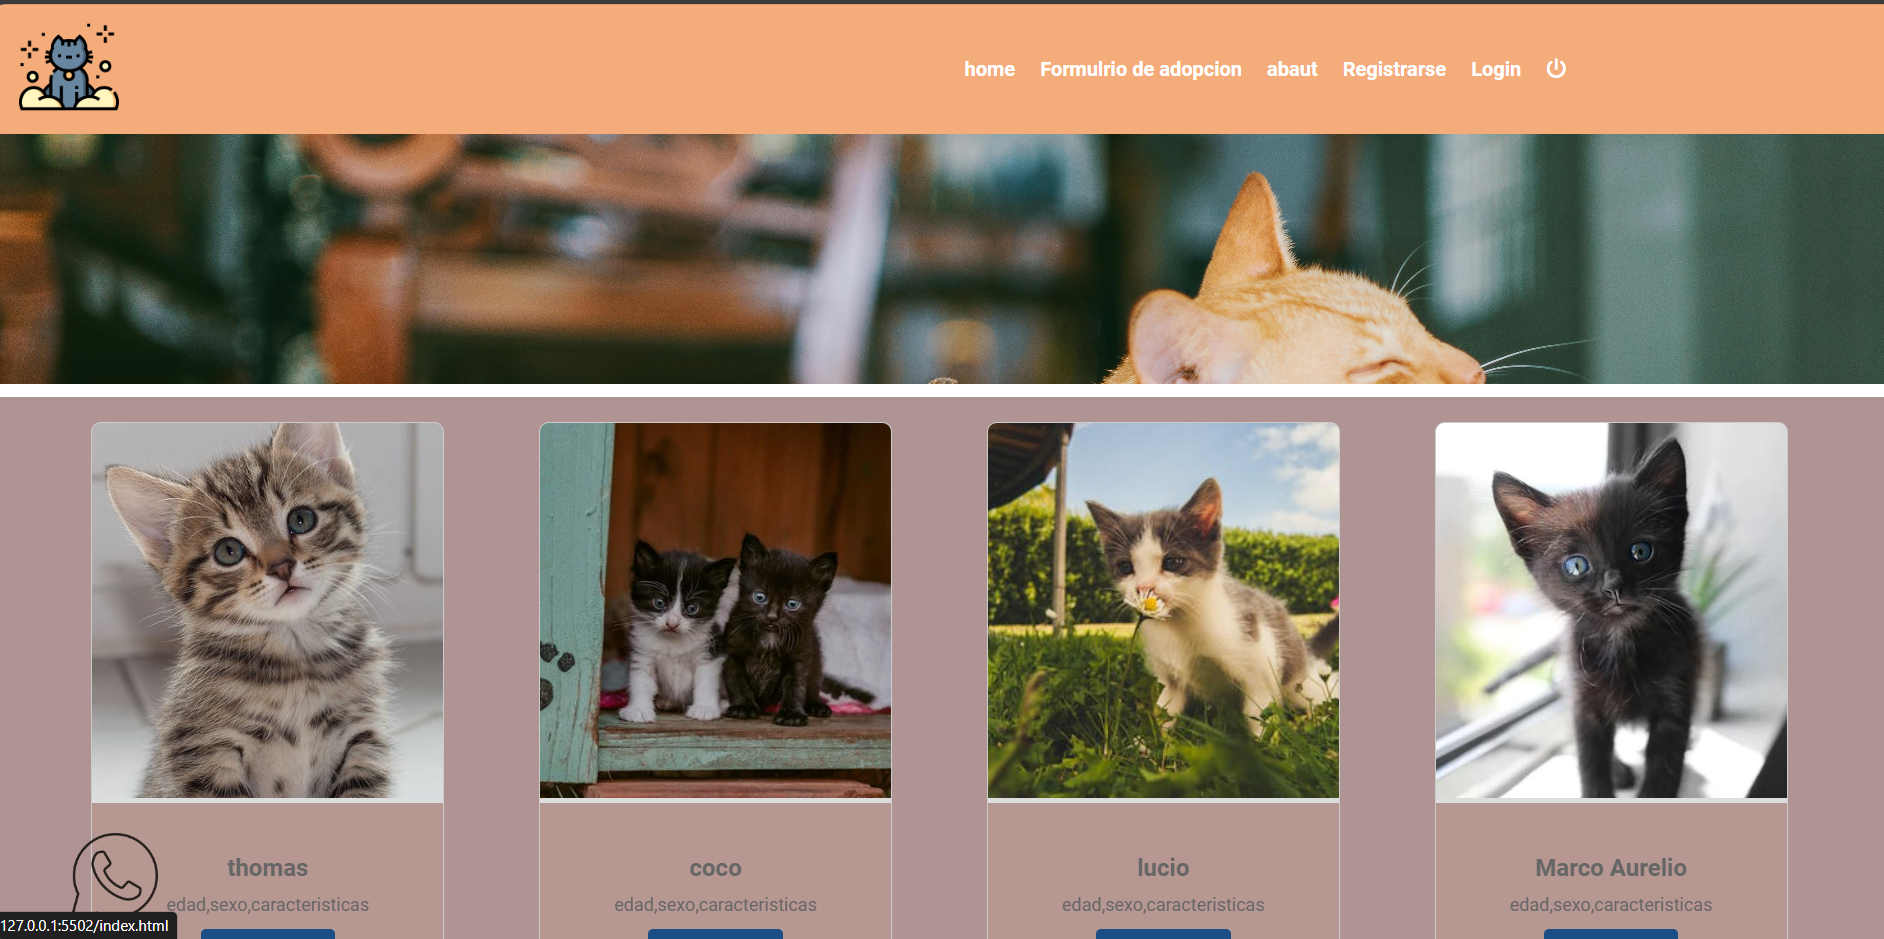 home Formulrio de adopcion abaut Registrarse Login
thomas
edad,sexo,caracteristicas
coco
edad,sexo,caracteristicas
lucio
edad,sexo,caracteristicas
Marco Aurelio
edad,sexo,caracteristicas
127.0.0.1:5502/index.html